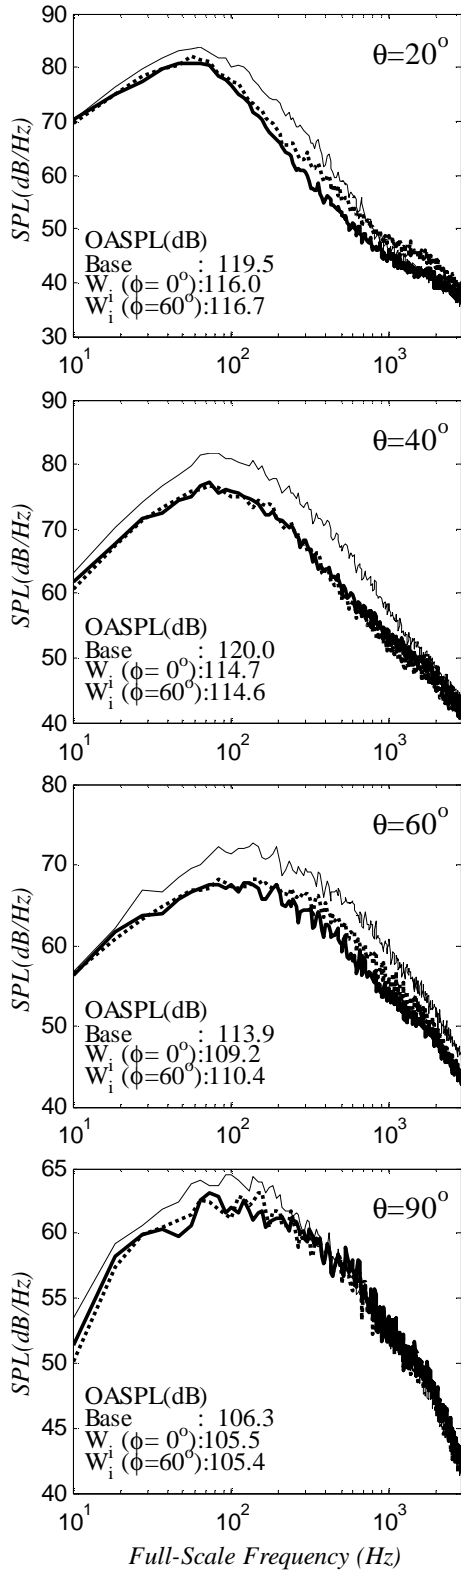 90
80
70
60
50
40
30
SPL(dB/Hz)
θ=20°
OASPL(dB)
Base : 119.5
W_i (ϕ= 0°):116.0
W_i (ϕ=60°):116.7
10^1 10^2 10^3
90
80
70
60
50
40
SPL(dB/Hz)
θ=40°
OASPL(dB)
Base : 120.0
W_i (ϕ= 0°):114.7
W_i (ϕ=60°):114.6
10^1 10^2 10^3
80
70
60
50
40
SPL(dB/Hz)
θ=60°
OASPL(dB)
Base : 113.9
W_i (ϕ= 0°):109.2
W_i (ϕ=60°):110.4
10^1 10^2 10^3
65
60
55
50
45
40
SPL(dB/Hz)
θ=90°
OASPL(dB)
Base : 106.3
W_i (ϕ= 0°):105.5
W_i (ϕ=60°):105.4
10^1 10^2 10^3
Full-Scale Frequency (Hz)